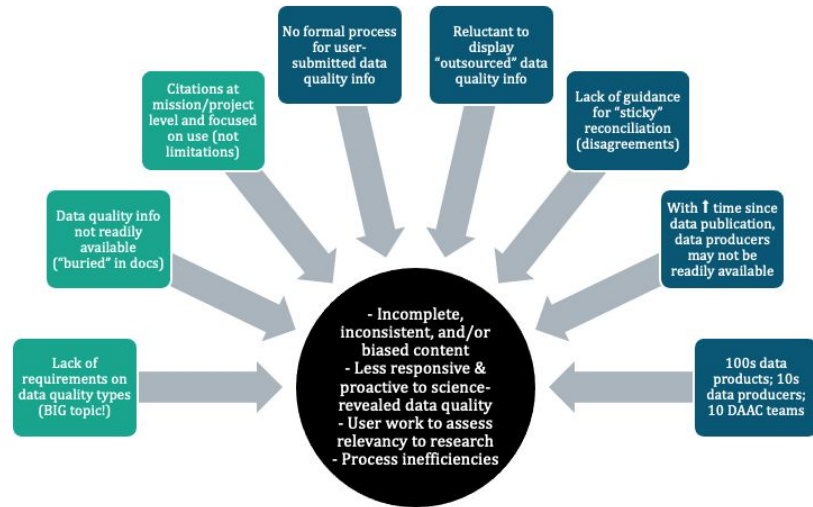 No formal process
for user-
submitted data
quality info
Reluctant to
display
“outsourced” data
quality info
Citations at
mission/project
level and focused
on use (not
limitations)
Lack of guidance
for “sticky”
reconciliation
(disagreements)
Data quality info
not readily
available
(“buried” in docs)
With ⬆ time since
data publication,
data producers
may not be
readily available
Lack of
requirements on
data quality types
(BIG topic!)
100s data
products; 10s
data producers;
10 DAAC teams
- Incomplete,
inconsistent, and/or
biased content
- Less responsive &
proactive to science-
revealed data quality
- User work to assess
relevancy to research
- Process inefficiencies